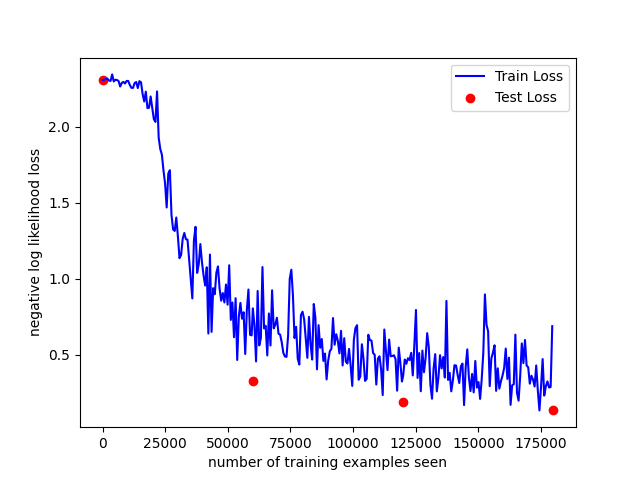 Train Loss
Test Loss
negative log likelihood loss
2.0
1.5
1.0
0.5
0 25000 50000 75000 100000 125000 150000 175000
number of training examples seen